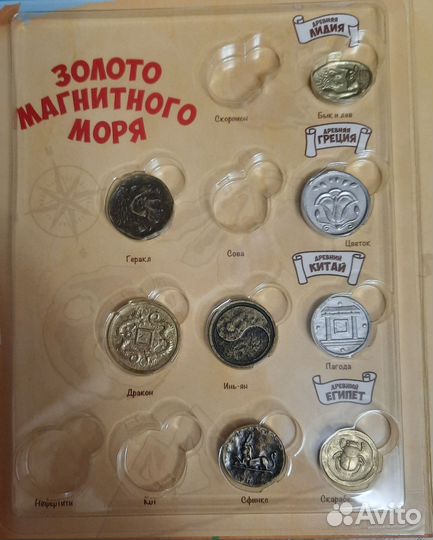 ЗОЛОТО
МАГНИТНОГО
МОРЯ
ДРЕВНЯЯ
ЛИДИЯ
Скорпион
Бык и лев
ДРЕВНЯЯ
ГРЕЦИЯ
Геракл
Сова
Цветок
ДРЕВНИЙ
КИТАЙ
Дракон
Инь-ян
Пагода
ДРЕВНИЙ
ЕГИПЕТ
Нефертити
Кот
Сфинкс
Скарабей
Avito